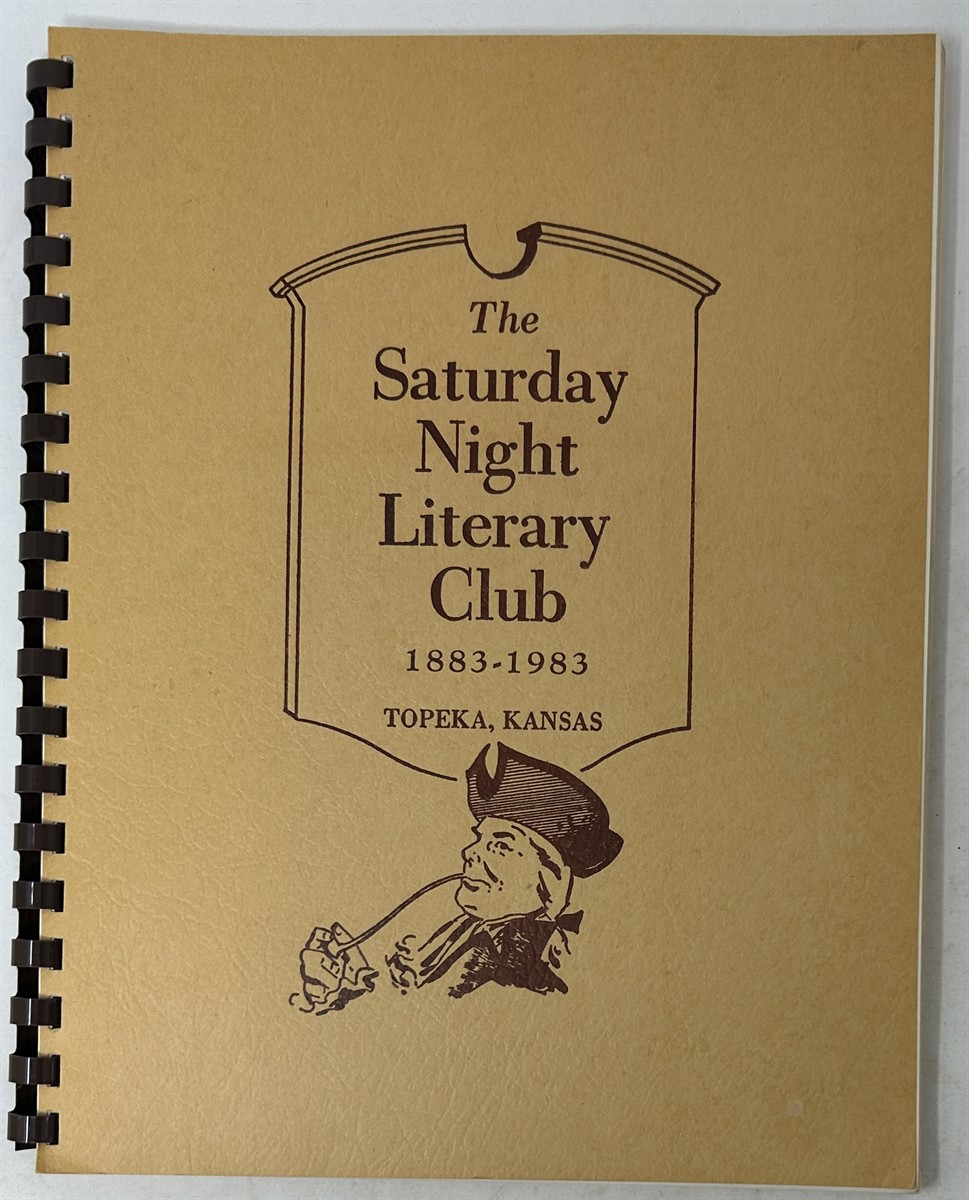 The
Saturday
Night
Literary
Club
1883-1983
TOPEKA, KANSAS